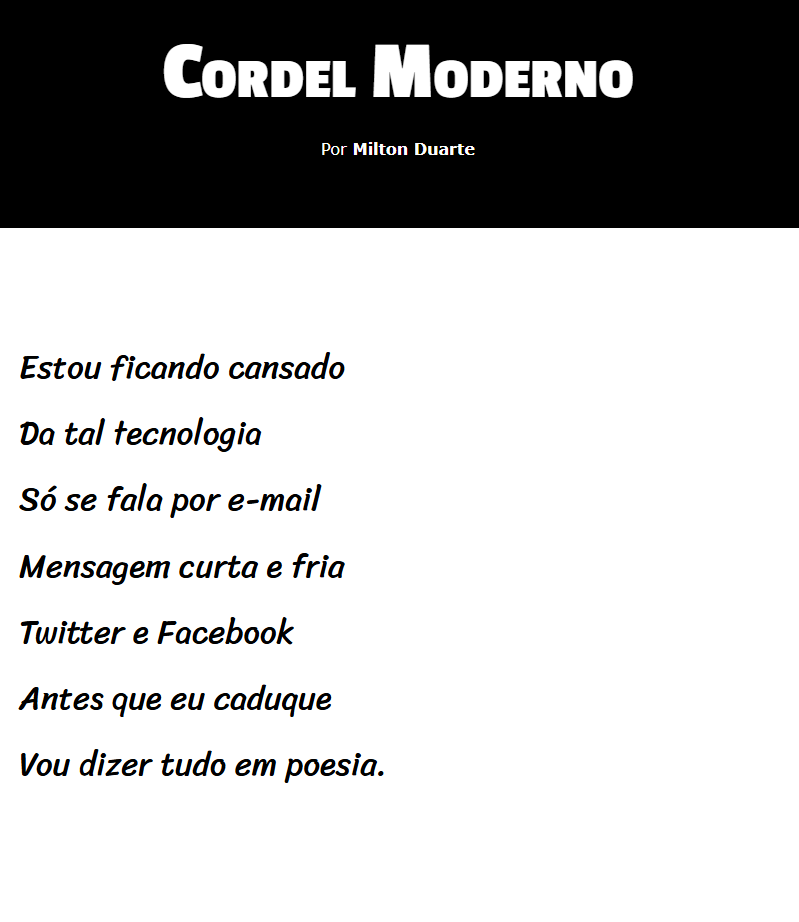 Cordel Moderno
Por Milton Duarte
Estou ficando cansado
Da tal tecnologia
Só se fala por e-mail
Mensagem curta e fria
Twitter e Facebook
Antes que eu caduque
Vou dizer tudo em poesia.